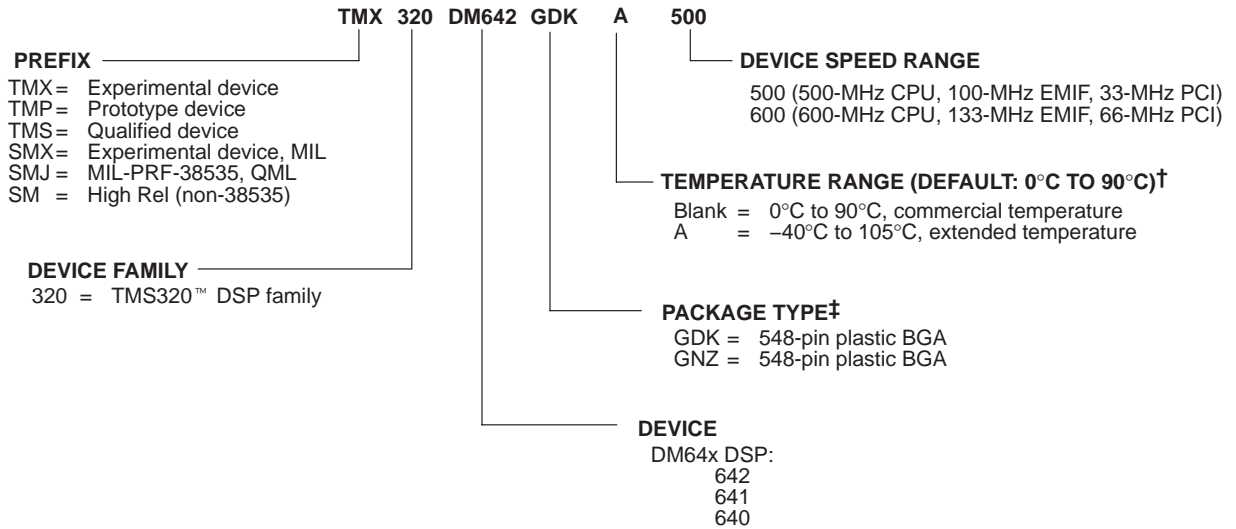 TMX 320 DM642 GDK A 500
PREFIX
TMX = Experimental device
TMP = Prototype device
TMS = Qualified device
SMX = Experimental device, MIL
SMJ = MIL-PRF-38535, QML
SM = High Rel (non-38535)
DEVICE SPEED RANGE
500 (500-MHz CPU, 100-MHz EMIF, 33-MHz PCI)
600 (600-MHz CPU, 133-MHz EMIF, 66-MHz PCI)
TEMPERATURE RANGE (DEFAULT: 0°C TO 90°C)†
Blank = 0°C to 90°C, commercial temperature
A = −40°C to 105°C, extended temperature
DEVICE FAMILY
320 = TMS320™ DSP family
PACKAGE TYPE‡
GDK = 548-pin plastic BGA
GNZ = 548-pin plastic BGA
DEVICE
DM64x DSP:
642
641
640